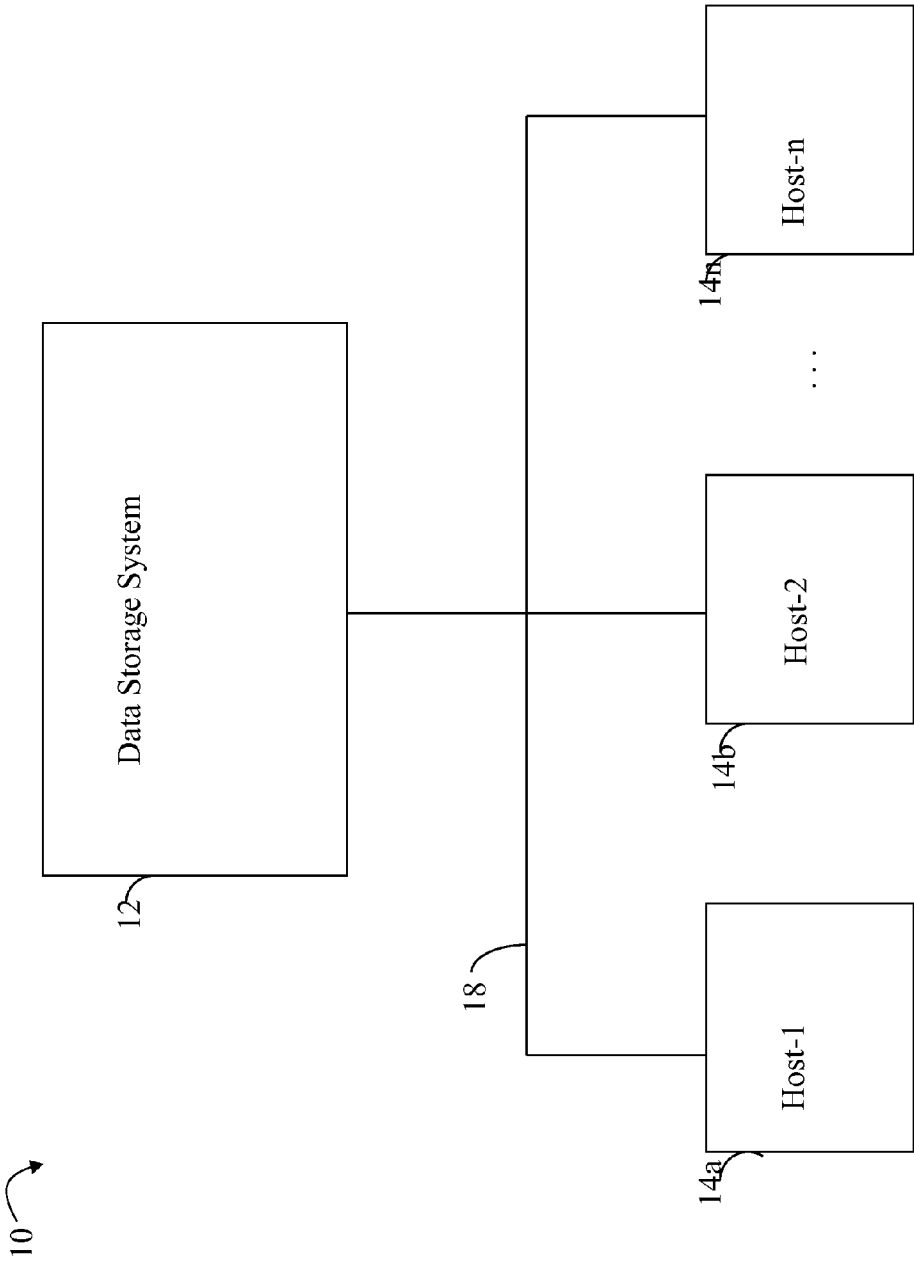 10
12
Data Storage System
18
14a
Host-1
14b
Host-2
. . .
14n
Host-n